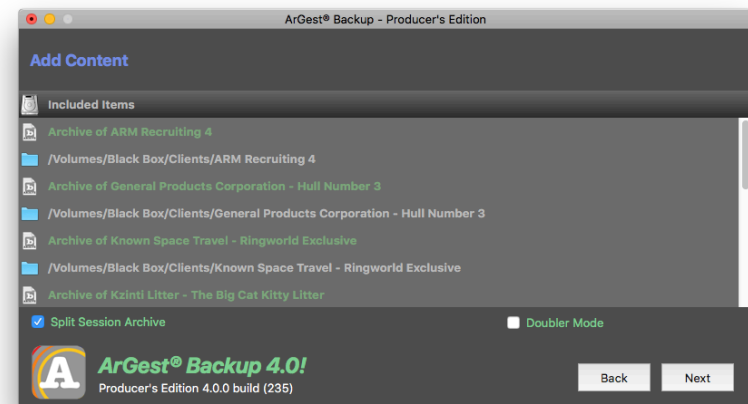 ArGest® Backup - Producer's Edition
Add Content
Included Items
Archive of ARM Recruiting 4
/Volumes/Black Box/Clients/ARM Recruiting 4
Archive of General Products Corporation - Hull Number 3
/Volumes/Black Box/Clients/General Products Corporation - Hull Number 3
Archive of Known Space Travel - Ringworld Exclusive
/Volumes/Black Box/Clients/Known Space Travel - Ringworld Exclusive
Archive of Kzinti Litter - The Big Cat Kitty Litter
Split Session Archive
Doubler Mode
A
ArGest® Backup 4.0!
Producer's Edition 4.0.0 build (235)
Back
Next